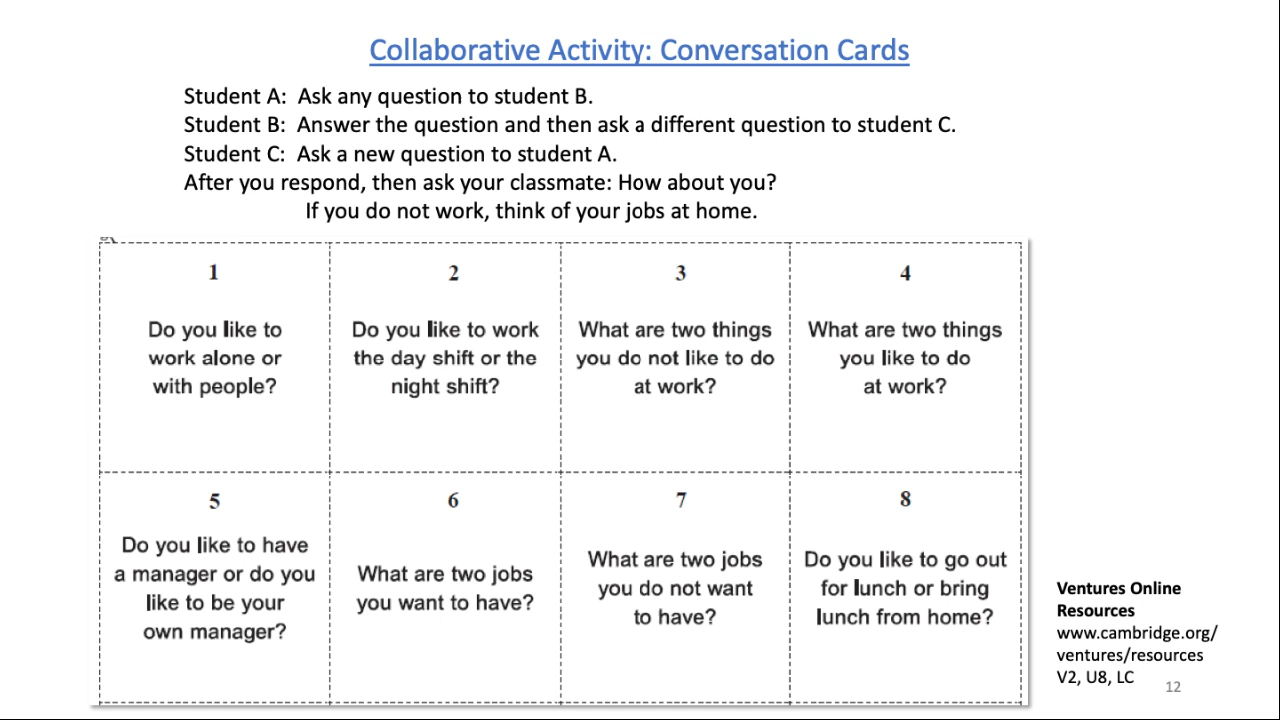 Collaborative Activity: Conversation Cards
Student A:  Ask any question to student B.
Student B:  Answer the question and then ask a different question to student C.
Student C:  Ask a new question to student A.
After you respond, then ask your classmate: How about you?
If you do not work, think of your jobs at home.
1
Do you like to
work alone or
with people?
2
Do you like to work
the day shift or the
night shift?
3
What are two things
you do not like to do
at work?
4
What are two things
you like to do
at work?
5
Do you like to have
a manager or do you
like to be your
own manager?
6
What are two jobs
you want to have?
7
What are two jobs
you do not want
to have?
8
Do you like to go out
for lunch or bring
lunch from home?
Ventures Online
Resources
www.cambridge.org/
ventures/resources
V2, U8, LC
12